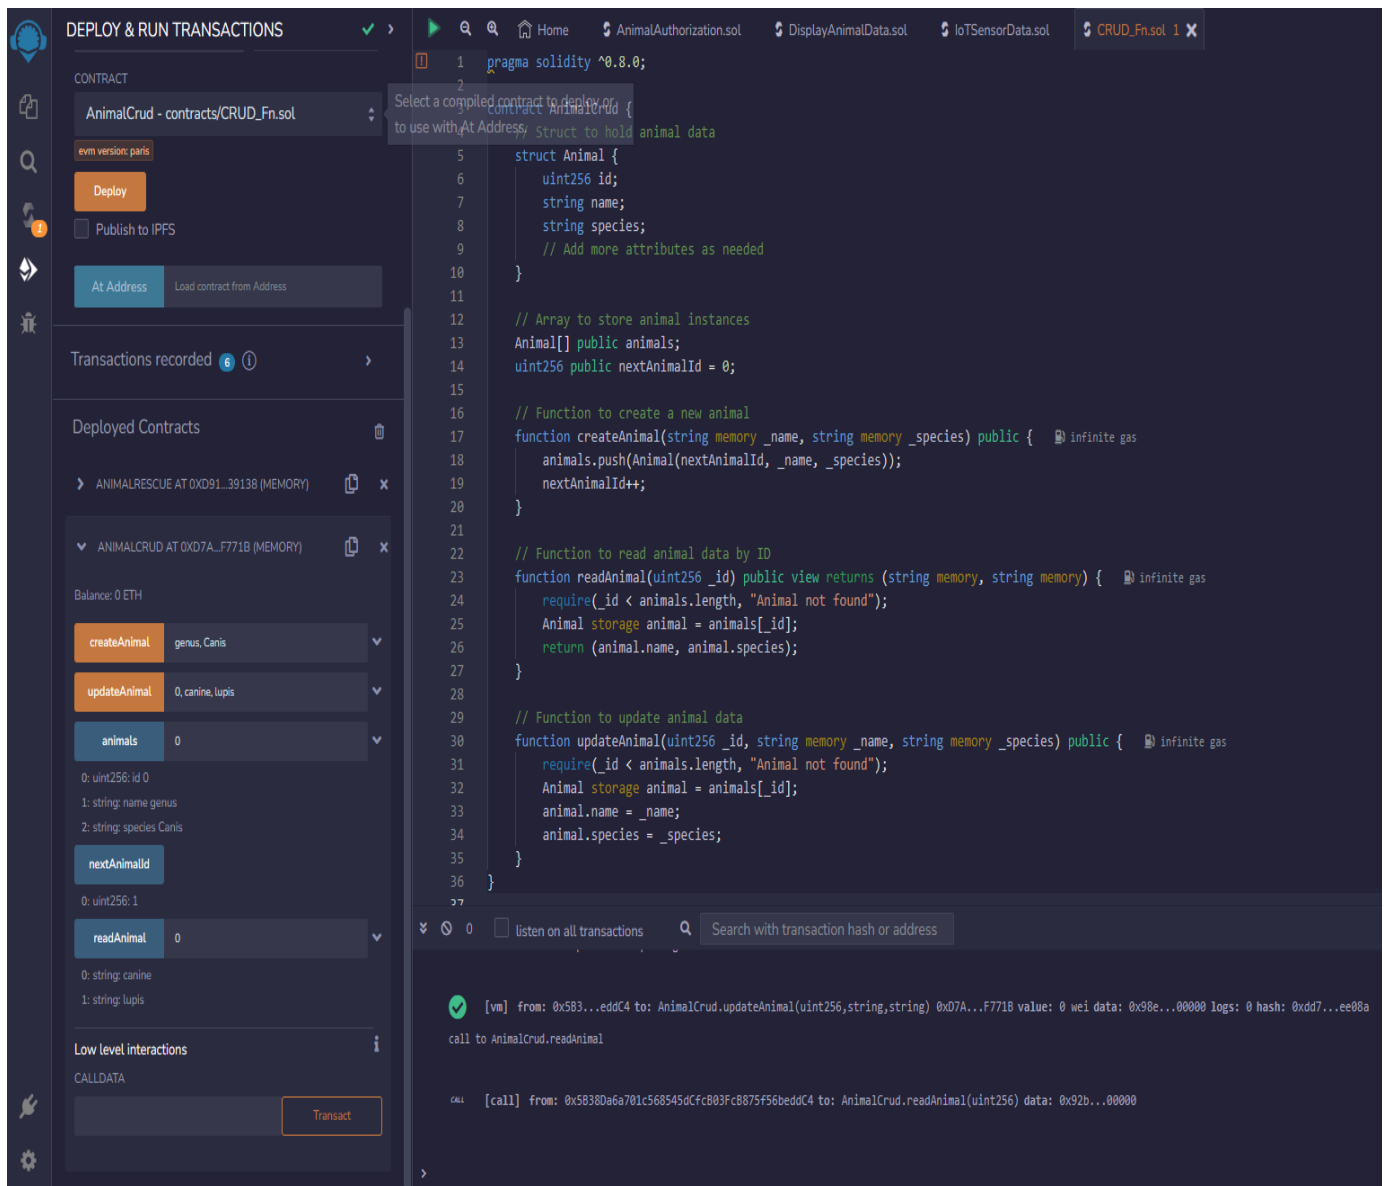 DEPLOY & RUN TRANSACTIONS
CONTRACT
AnimalCrud - contracts/CRUD_Fn.sol
evm version: paris
Deploy
Publish to IPFS
At Address Load contract from Address
Transactions recorded 6 i
Deployed Contracts
ANIMALRESCUE AT 0XD91...39138 (MEMORY)
ANIMALCRUD AT 0XD7A...F771B (MEMORY)
Balance: 0 ETH
createAnimal genus, Canis
updateAnimal 0, canine, lupis
animals 0
0: uint256: id 0
1: string: name genus
2: string: species Canis
nextAnimalId
0: uint256: 1
readAnimal 0
0: string: canine
1: string: lupis
Low level interactions i
CALLDATA
Transact
1
Home AnimalAuthorization.sol DisplayAnimalData.sol IoTSensorData.sol CRUD_Fn.sol 1
Select a compiled contract to deploy or
to use with At Address.
1 pragma solidity ^0.8.0;
2
3 contract AnimalCrud {
4 // Struct to hold animal data
5 struct Animal {
6 uint256 id;
7 string name;
8 string species;
9 // Add more attributes as needed
10 }
11
12 // Array to store animal instances
13 Animal[] public animals;
14 uint256 public nextAnimalId = 0;
15
16 // Function to create a new animal
17 function createAnimal(string memory _name, string memory _species) public { infinite gas
18 animals.push(Animal(nextAnimalId, _name, _species));
19 nextAnimalId++;
20 }
21
22 // Function to read animal data by ID
23 function readAnimal(uint256 _id) public view returns (string memory, string memory) { infinite gas
24 require(_id < animals.length, "Animal not found");
25 Animal storage animal = animals[_id];
26 return (animal.name, animal.species);
27 }
28
29 // Function to update animal data
30 function updateAnimal(uint256 _id, string memory _name, string memory _species) public { infinite gas
31 require(_id < animals.length, "Animal not found");
32 Animal storage animal = animals[_id];
33 animal.name = _name;
34 animal.species = _species;
35 }
36 }
37
0 listen on all transactions Search with transaction hash or address
[vm] from: 0x5B3...eddC4 to: AnimalCrud.updateAnimal(uint256,string,string) 0xD7A...F771B value: 0 wei data: 0x98e...00000 logs: 0 hash: 0xdd7...ee08a
call to AnimalCrud.readAnimal
CALL [call] from: 0x5B38Da6a701c568545dCfcB03FcB875f56beddC4 to: AnimalCrud.readAnimal(uint256) data: 0x92b...00000